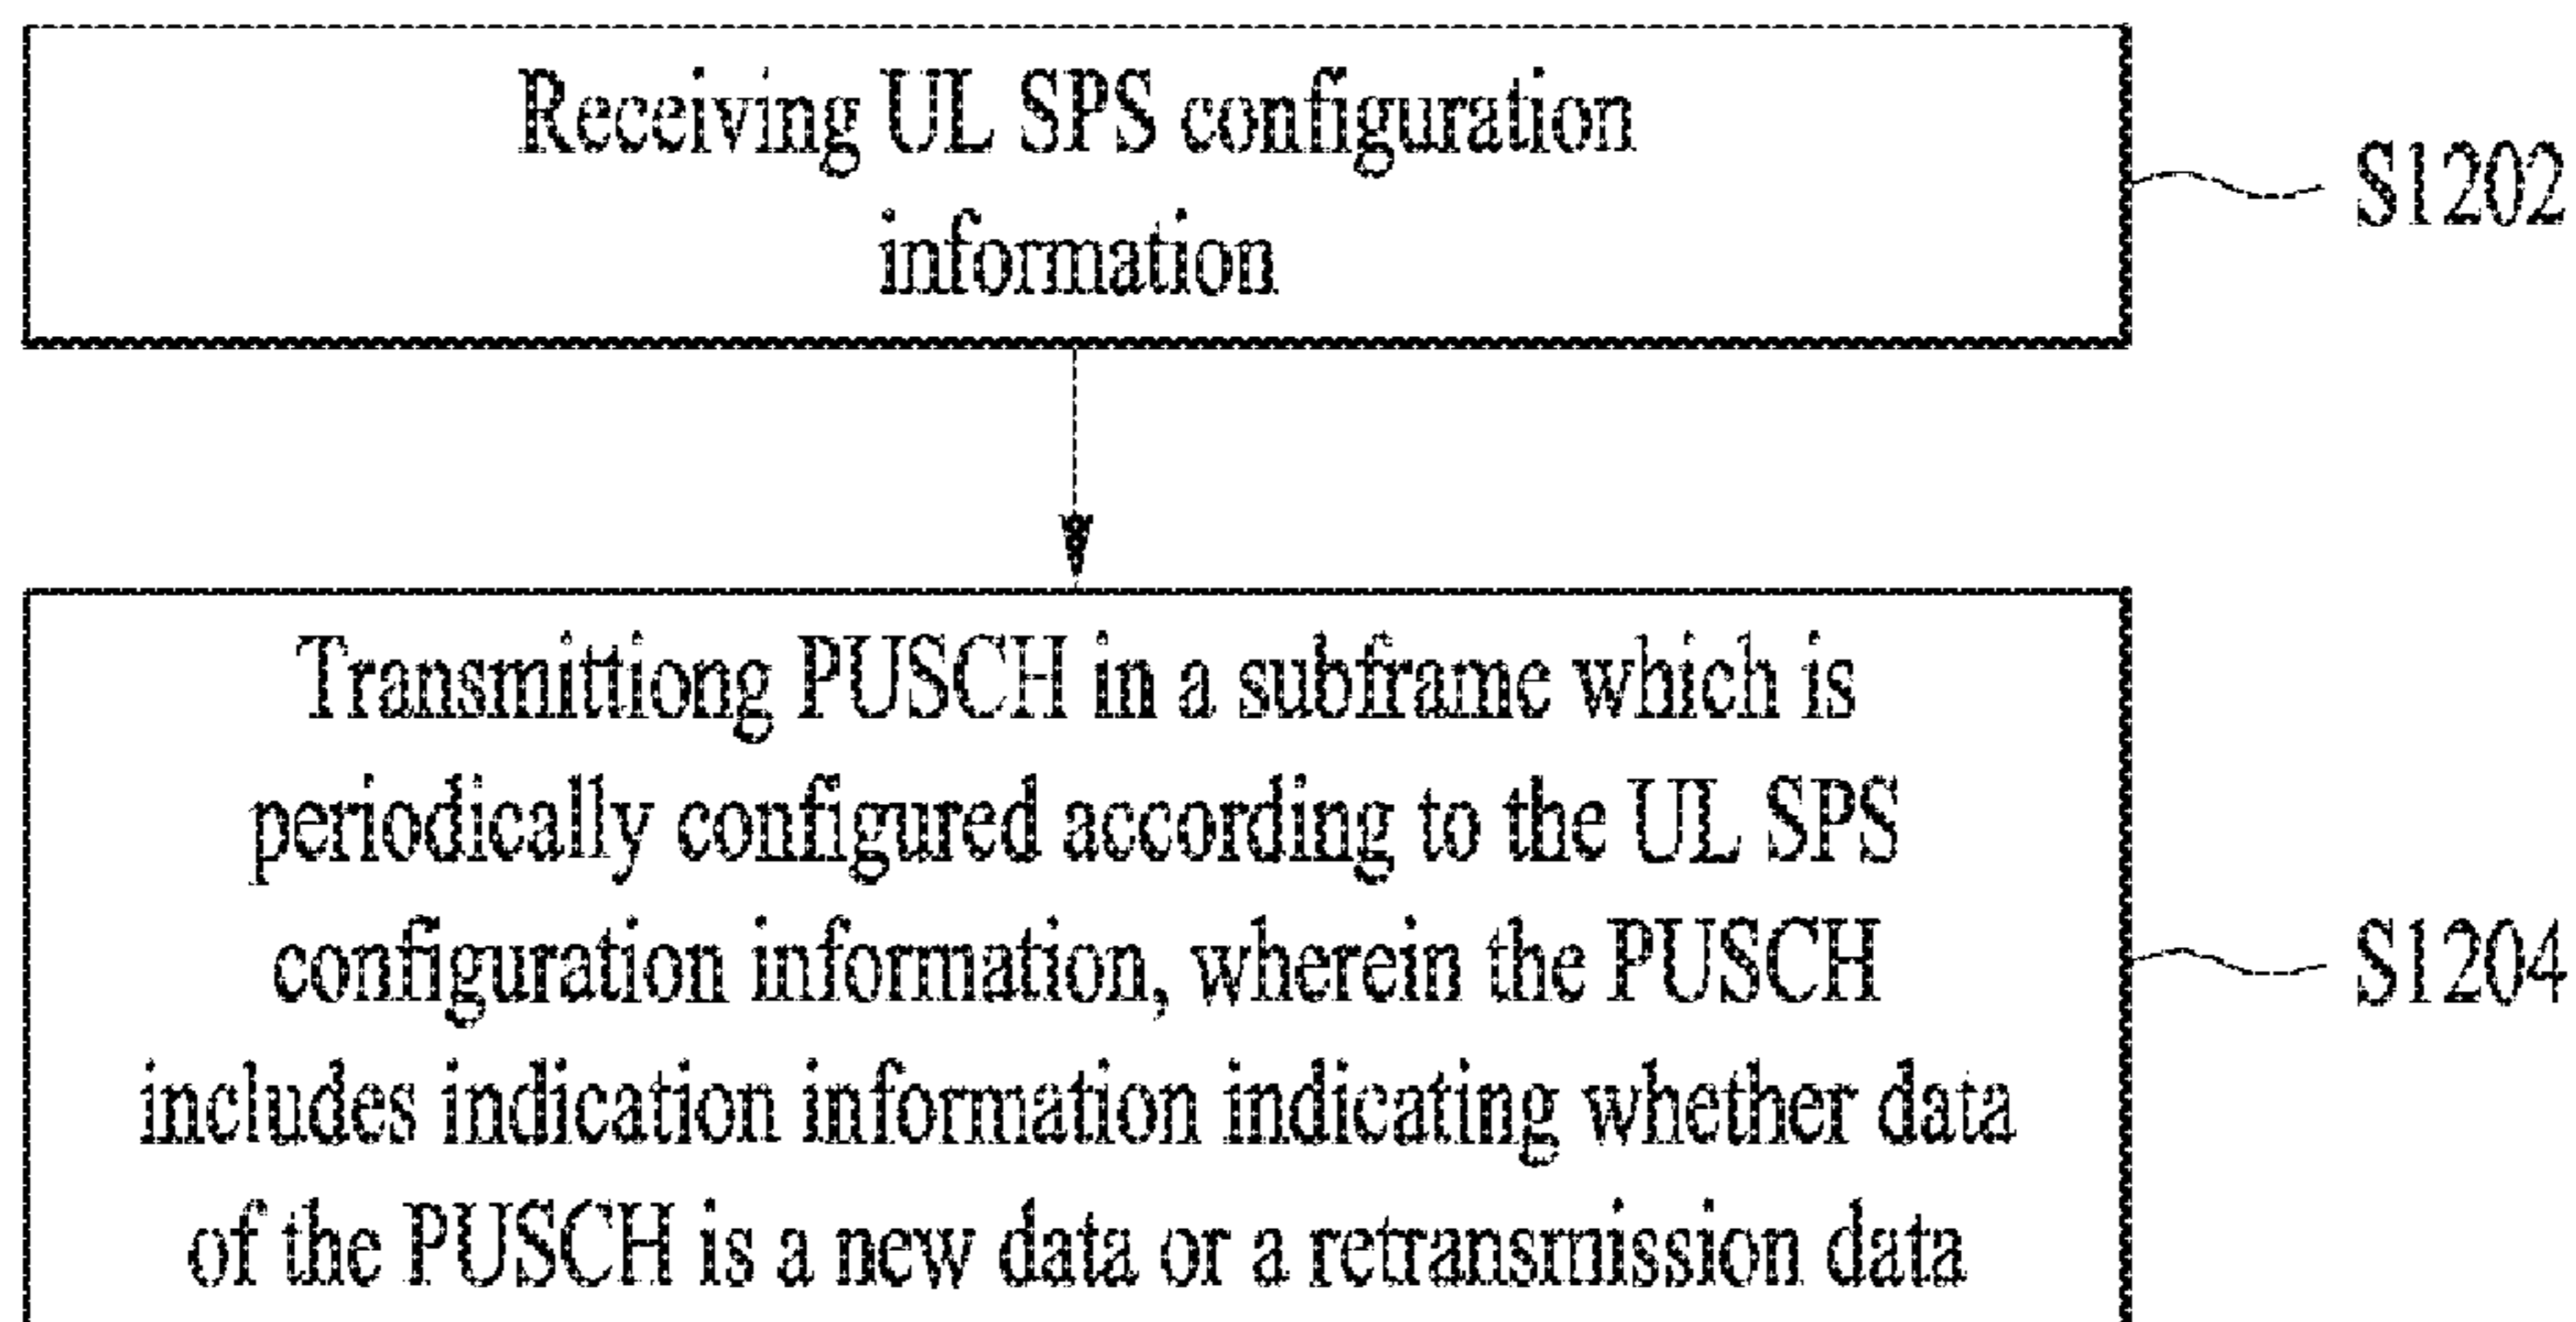 Receiving UL SPS configuration
information
S1202
Transmittiong PUSCH in a subframe which is
periodically configured according to the UL SPS
configuration information, wherein the PUSCH
includes indication information indicating whether data
of the PUSCH is a new data or a retransmission data
S1204